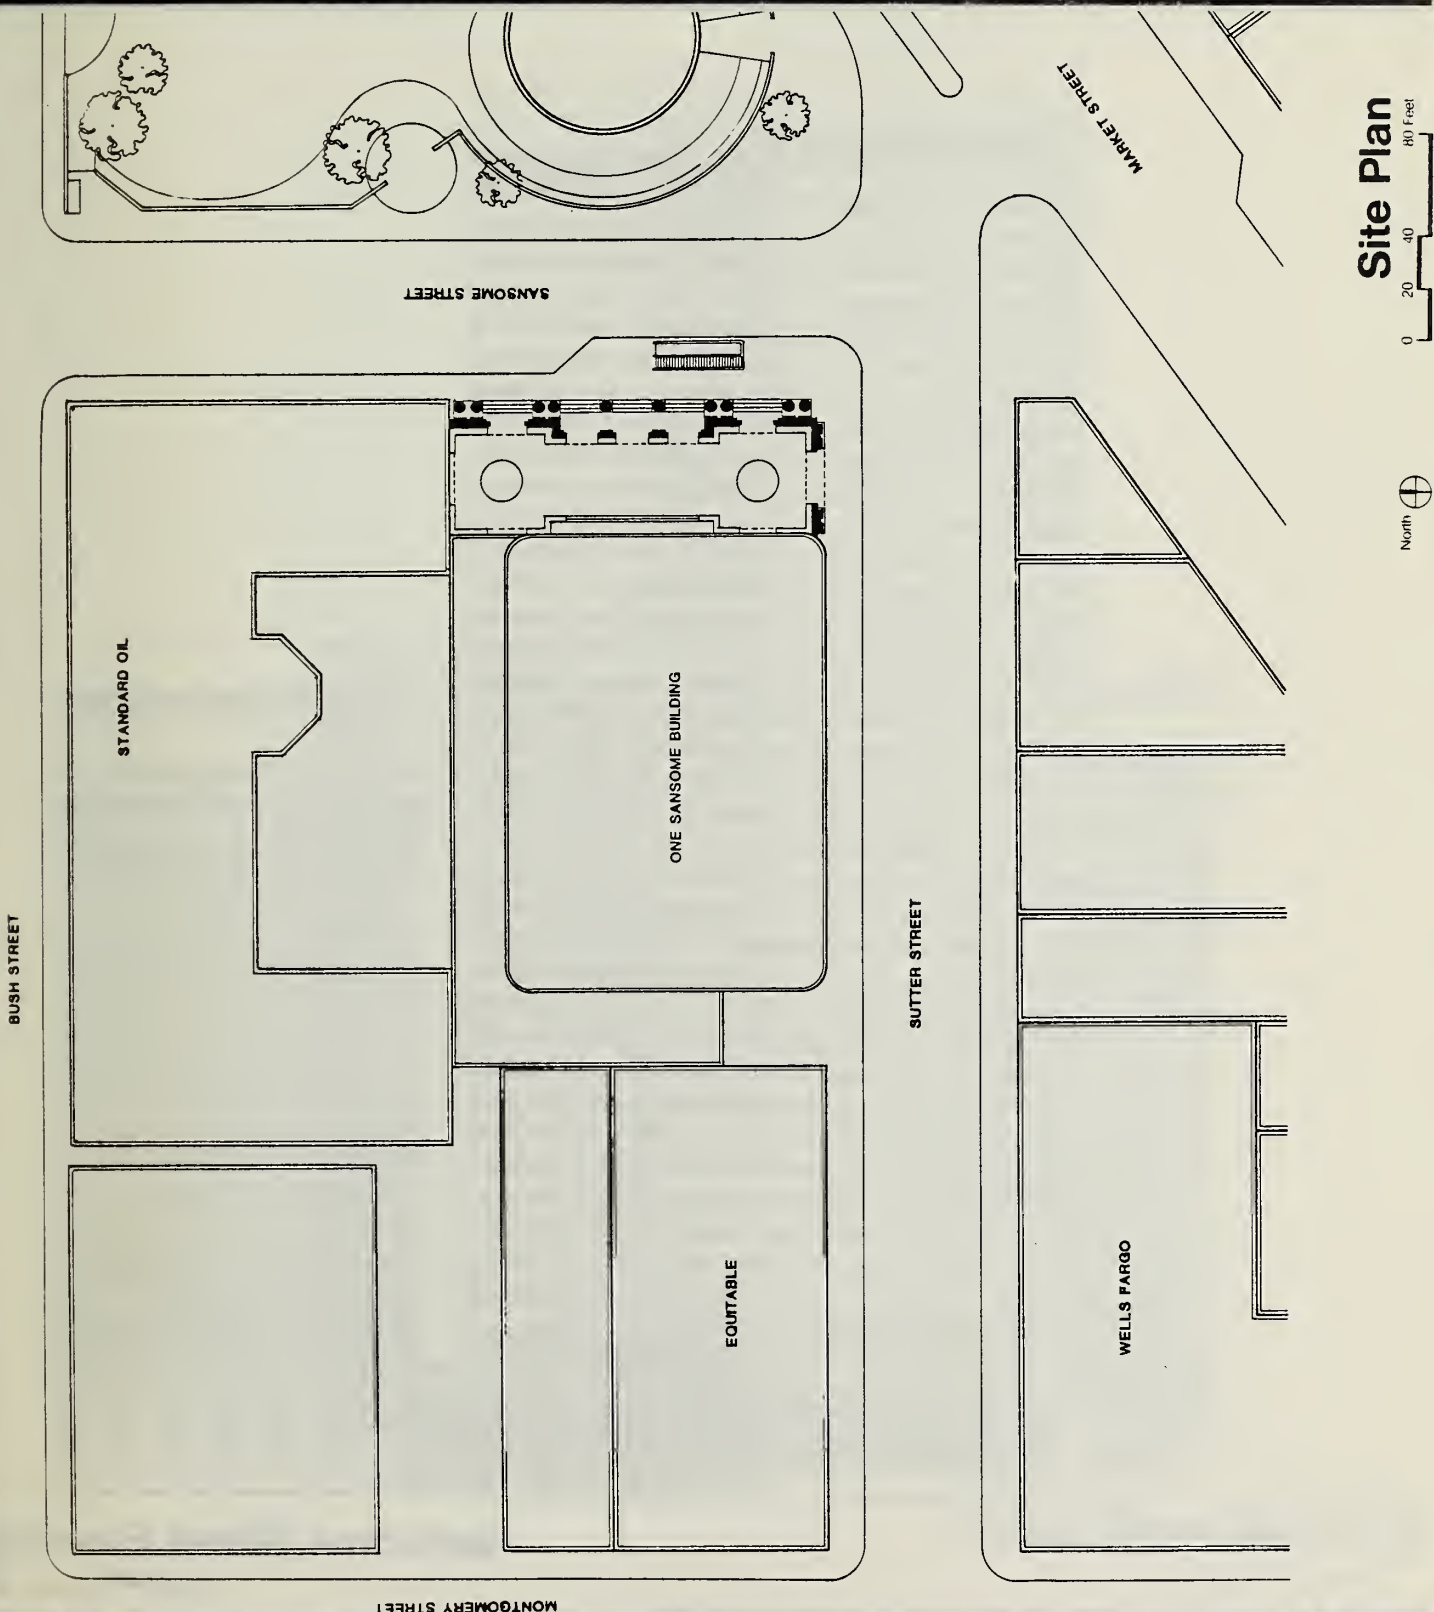 MARKET STREET
SANSOME STREET
BUSH STREET
STANDARD OIL
ONE SANSOME BUILDING
SUTTER STREET
EQUITABLE
WELLS FARGO
MONTGOMERY STREET
Site Plan
0 20 40 80 Feet
North